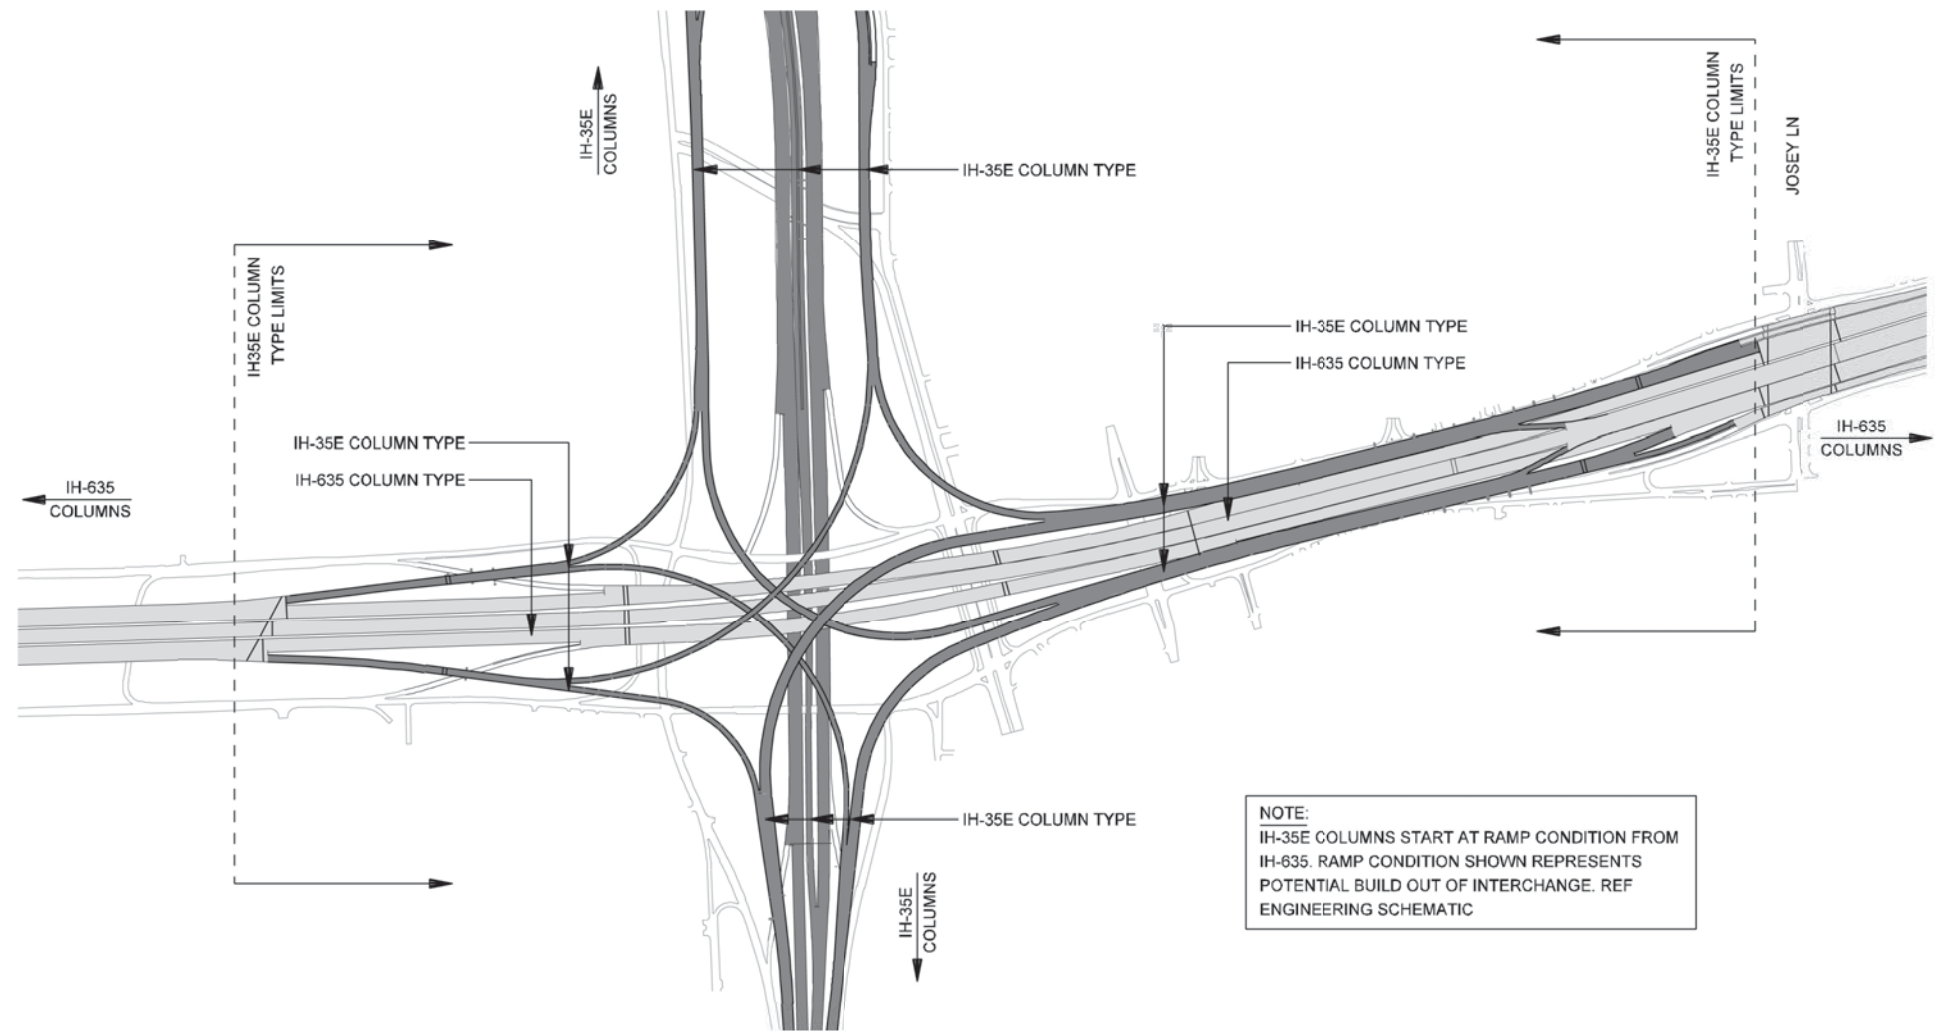 IH-35E
COLUMNS
IH-35E COLUMN TYPE
IH-35E COLUMN
TYPE LIMITS
JOSEY LN
IH35E COLUMN
TYPE LIMITS
IH-35E COLUMN TYPE
IH-635 COLUMN TYPE
IH-35E COLUMN TYPE
IH-635 COLUMN TYPE
IH-635
COLUMNS
IH-635
COLUMNS
IH-35E COLUMN TYPE
IH-35E
COLUMNS
NOTE:
IH-35E COLUMNS START AT RAMP CONDITION FROM
IH-635. RAMP CONDITION SHOWN REPRESENTS
POTENTIAL BUILD OUT OF INTERCHANGE. REF
ENGINEERING SCHEMATIC